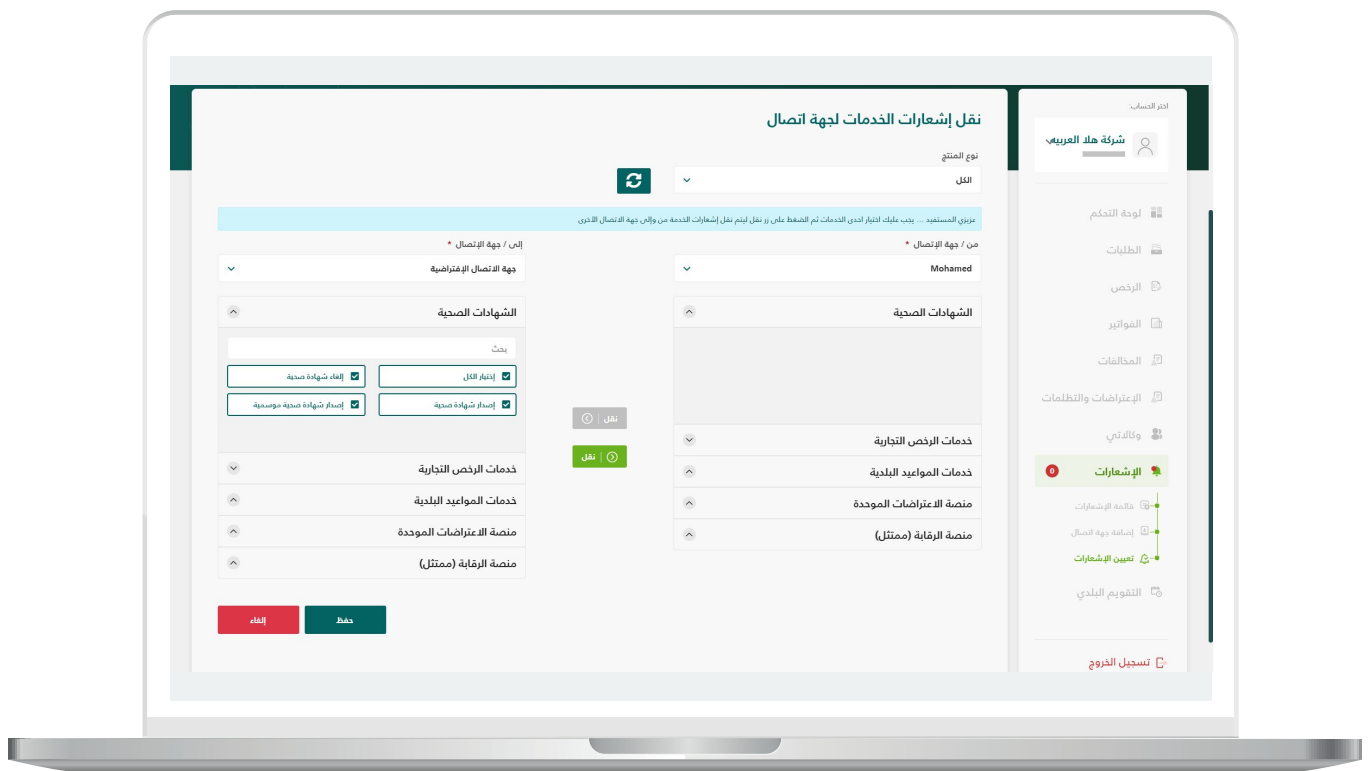 اختر الحساب:
شركة هلا العربيه
لوحة التحكم
الطلبات
الرخص
الفواتير
المخالفات
الإعتراضات والتظلمات
وكالاتي
الإشعارات 0
قائمة الإشعارات
إضافة جهة اتصال
تعيين الإشعارات
التقويم البلدي
تسجيل الخروج
نقل إشعارات الخدمات لجهة اتصال
نوع المنتج
الكل
عزيزي المستفيد ... يجب عليك اختيار احدى الخدمات ثم الضغط على زر نقل ليتم نقل إشعارات الخدمة من وإلى جهة الاتصال الأخرى
من / جهة الإتصال *
Mohamed
الشهادات الصحية
خدمات الرخص التجارية
خدمات المواعيد البلدية
منصة الاعتراضات الموحدة
منصة الرقابة (ممتثل)
نقل
نقل
إلى / جهة الإتصال *
جهة الاتصال الإفتراضية
الشهادات الصحية
بحث
إختيار الكل
إلغاء شهادة صحية
إصدار شهادة صحية
إصدار شهادة صحية موسمية
خدمات الرخص التجارية
خدمات المواعيد البلدية
منصة الاعتراضات الموحدة
منصة الرقابة (ممتثل)
حفظ
إلغاء